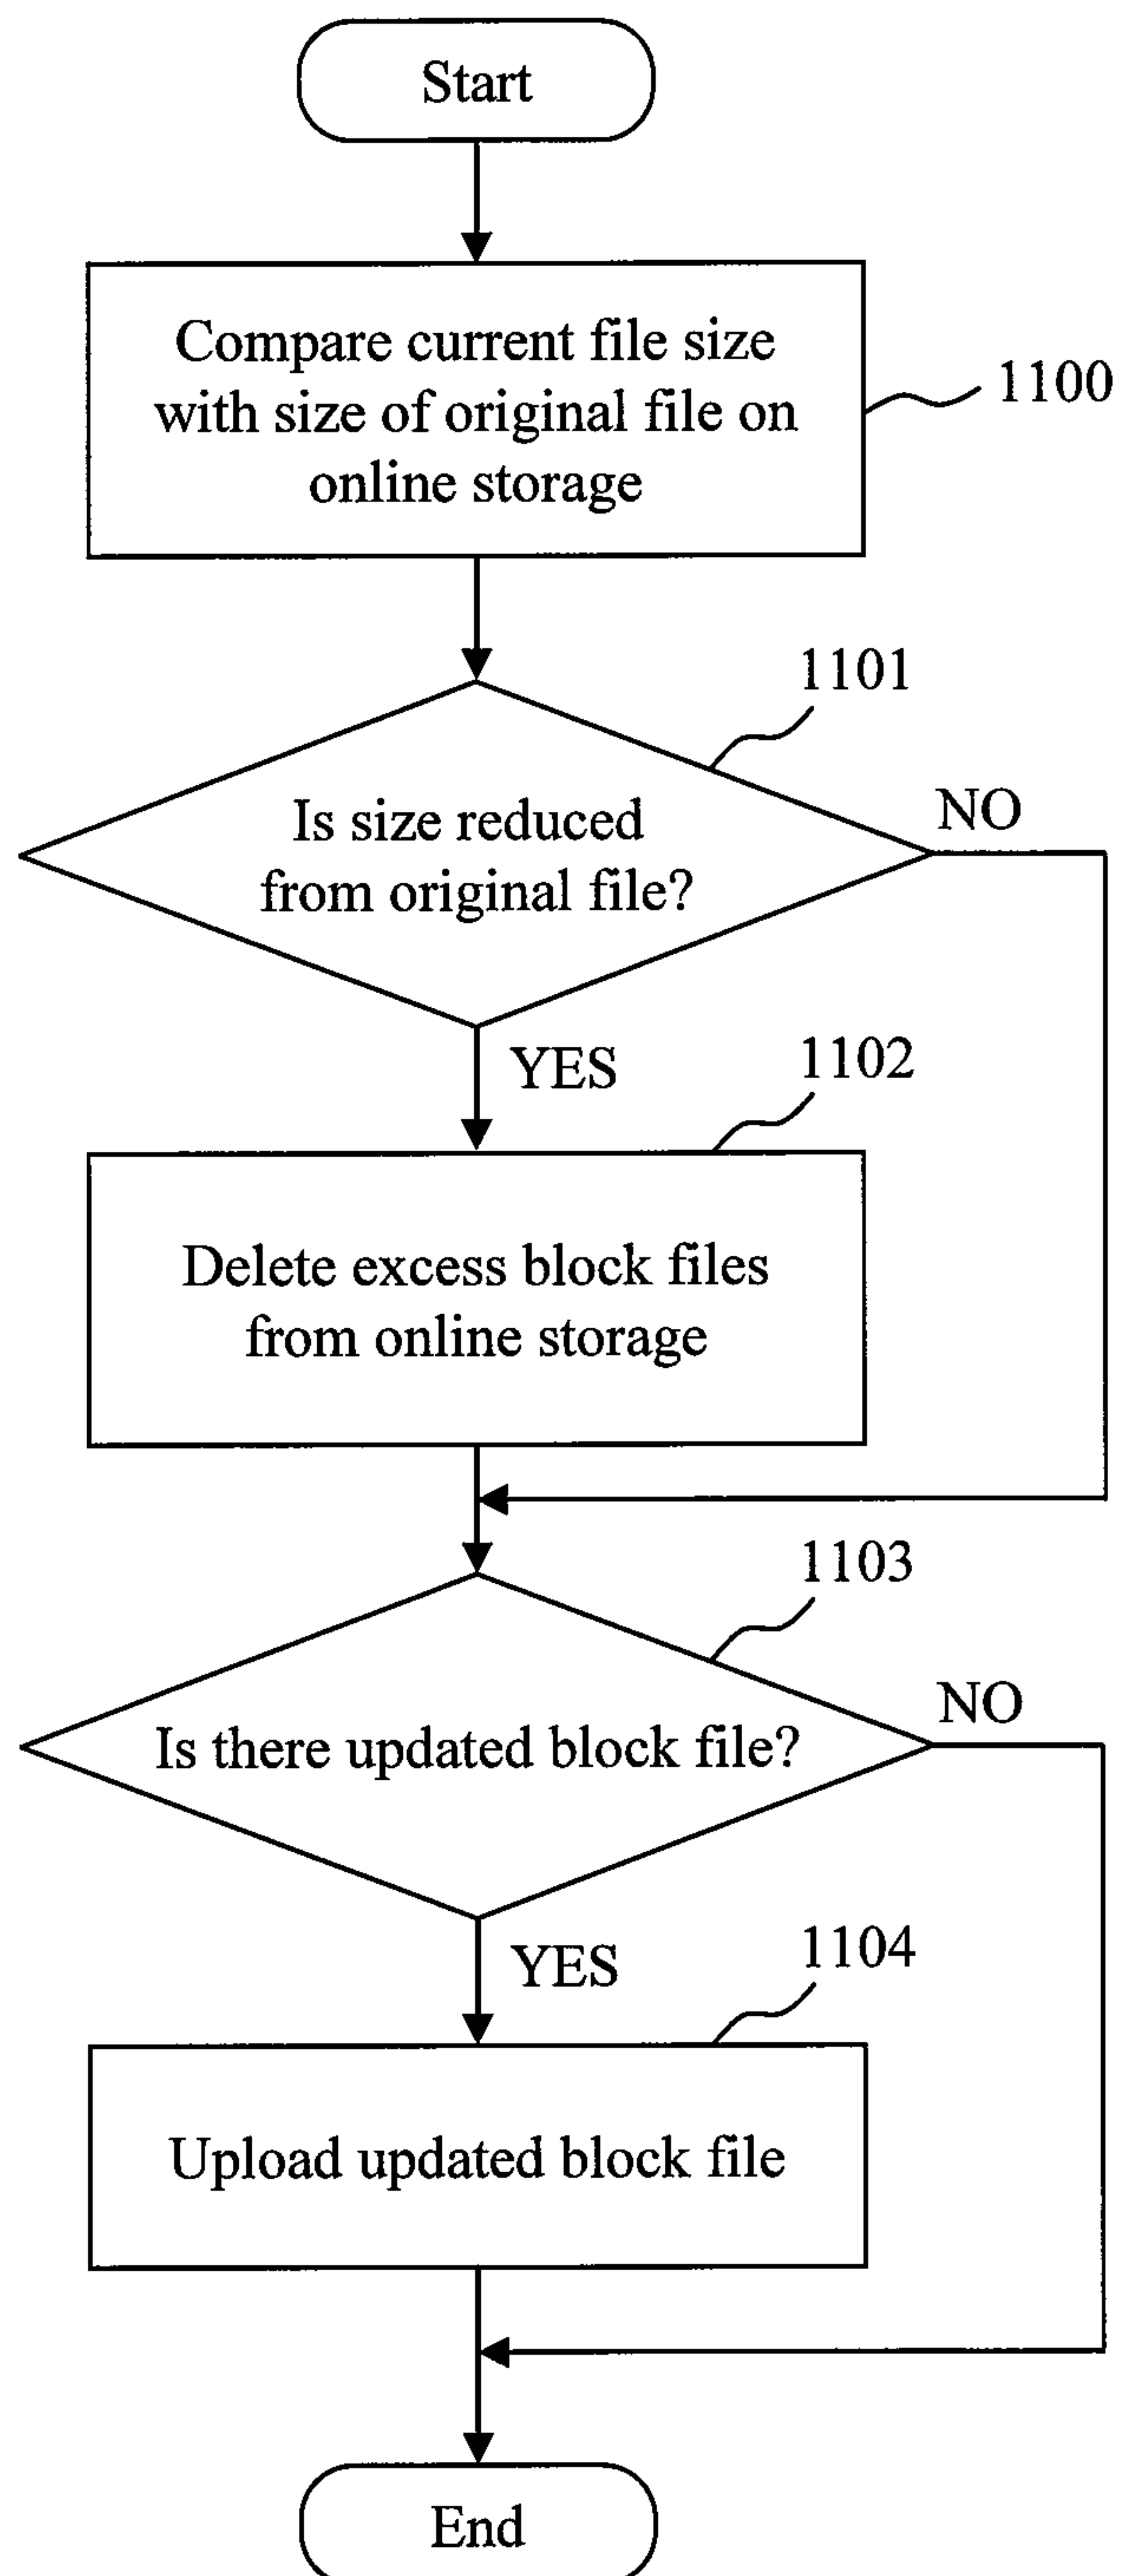 Start
Compare current file size
with size of original file on
online storage
1100
1101
Is size reduced
from original file?
NO
YES
1102
Delete excess block files
from online storage
1103
Is there updated block file?
NO
YES
1104
Upload updated block file
End